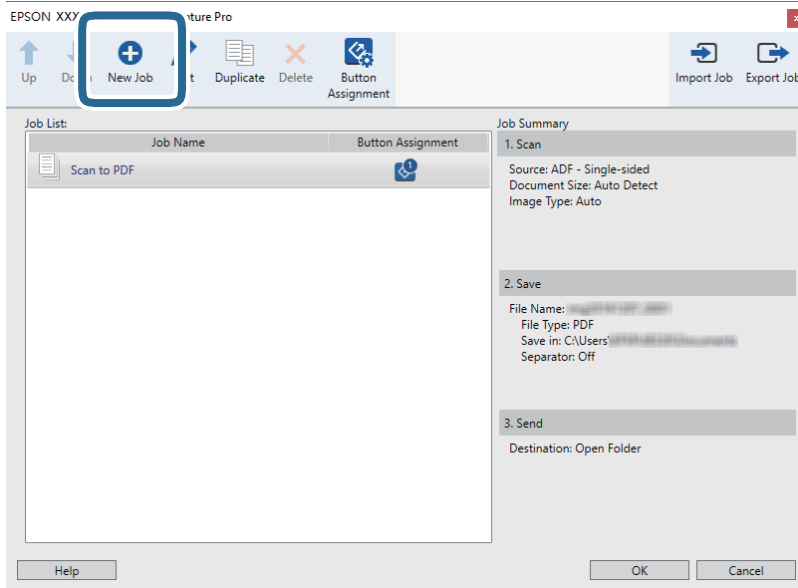 EPSON XXX ture Pro
Up
New Job
Duplicate
Delete
Button
Assignment
Import Job
Export Job
Job List:
Job Name
Button Assignment
Scan to PDF
1
Job Summary
1. Scan
Source: ADF - Single-sided
Document Size: Auto Detect
Image Type: Auto
2. Save
File Name:
File Type: PDF
Save in: C:\Users\
Separator: Off
3. Send
Destination: Open Folder
Help
OK
Cancel